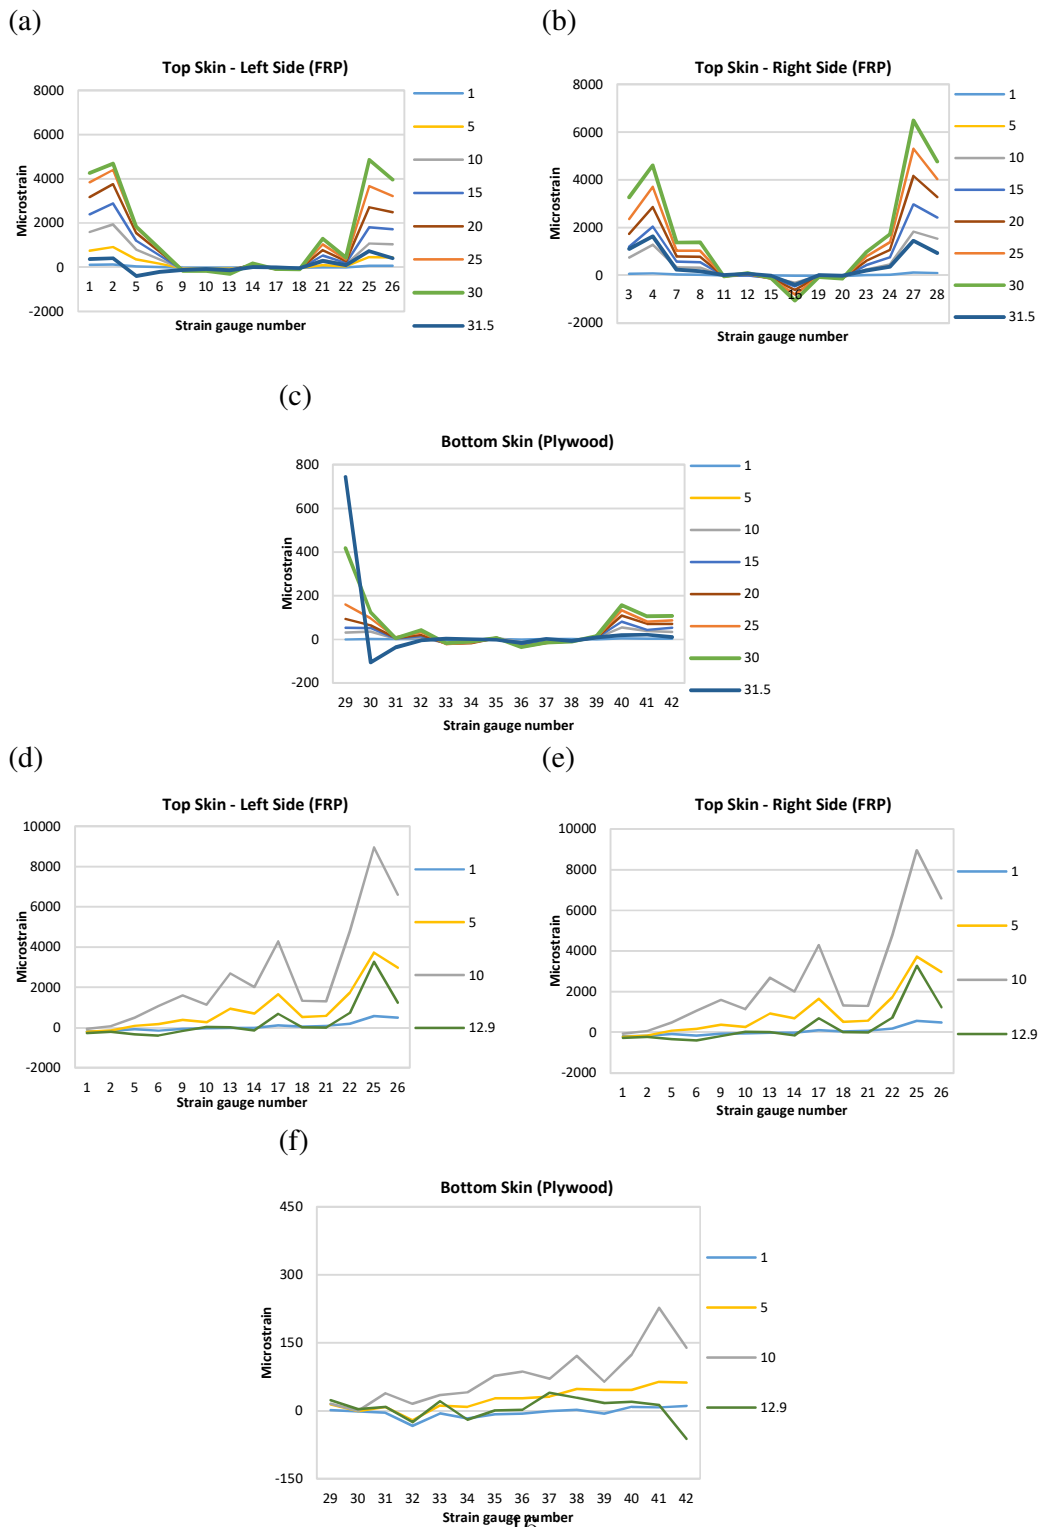 (a)
(b)
Top Skin - Left Side (FRP)
8000
6000
4000
2000
0
-2000
Microstrain
1 2 5 6 9 10 13 14 17 18 21 22 25 26
Strain gauge number
1
5
10
15
20
25
30
31.5
Top Skin - Right Side (FRP)
8000
6000
4000
2000
0
-2000
Microstrain
3 4 7 8 11 12 15 16 19 20 23 24 27 28
Strain gauge number
1
5
10
15
20
25
30
31.5
(c)
Bottom Skin (Plywood)
800
600
400
200
0
-200
Microstrain
29 30 31 32 33 34 35 36 37 38 39 40 41 42
Strain gauge number
1
5
10
15
20
25
30
31.5
(d)
(e)
Top Skin - Left Side (FRP)
10000
8000
6000
4000
2000
0
-2000
Microstrain
1 2 5 6 9 10 13 14 17 18 21 22 25 26
Strain gauge number
1
5
10
12.9
Top Skin - Right Side (FRP)
10000
8000
6000
4000
2000
0
-2000
Microstrain
1 2 5 6 9 10 13 14 17 18 21 22 25 26
Strain gauge number
1
5
10
12.9
(f)
Bottom Skin (Plywood)
450
300
150
0
-150
Microstrain
29 30 31 32 33 34 35 36 37 38 39 40 41 42
Strain gauge number
1
5
10
12.9